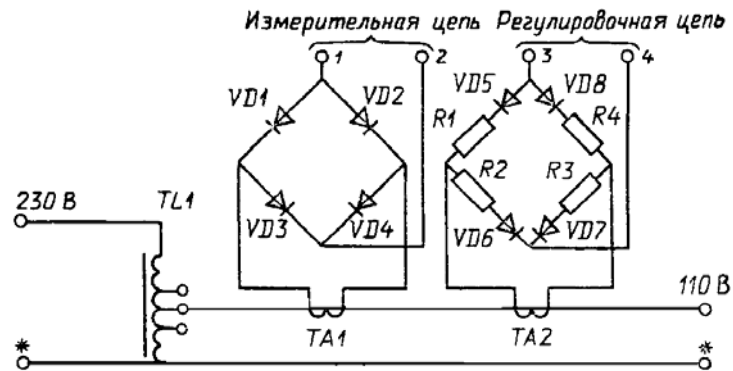 Измерительная цепь Регулировочная цепь
1 2 3 4
VD1 VD2 VD5 VD8
R1 R4
R2 R3
230 В TL1 VD3 VD4 VD6 VD7
110 В
TA1 TA2
* *